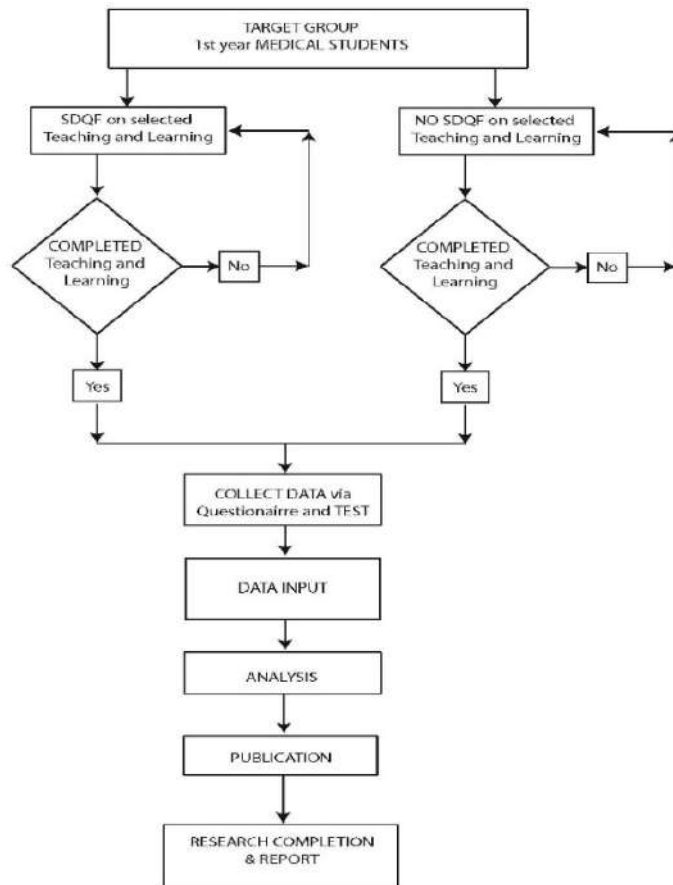 TARGET GROUP
1st year MEDICAL STUDENTS
SDQF on selected
Teaching and Learning
NO SDQF on selected
Teaching and Learning
COMPLETED
Teaching and
Learning
No
COMPLETED
Teaching and
Learning
No
Yes
Yes
COLLECT DATA via
Questionairre and TEST
DATA INPUT
ANALYSIS
PUBLICATION
RESEARCH COMPLETION
& REPORT